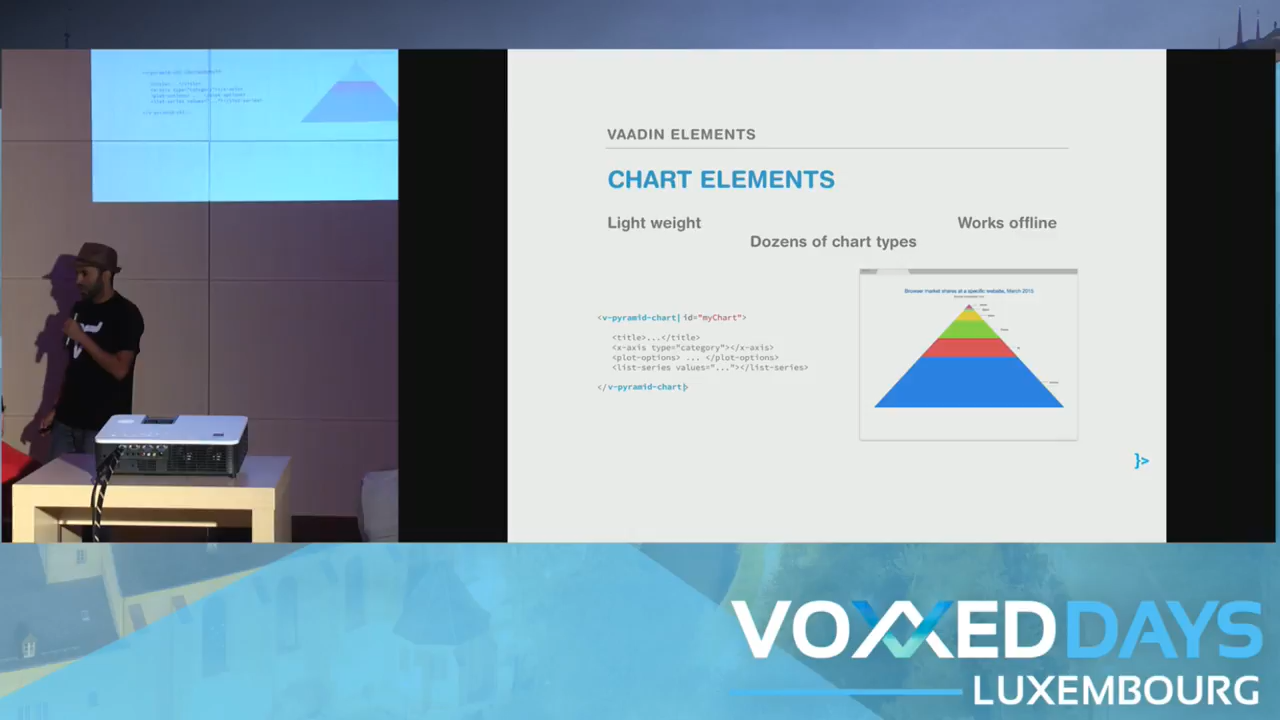 VAADIN ELEMENTS
CHART ELEMENTS
Light weight
Works offline
Dozens of chart types
<v-pyramid-chart| id="myChart">
<title>...</title>
<x-axis type="category"></x-axis>
<plot-options> ... </plot-options>
<list-series values="..."></list-series>
</v-pyramid-chart|>
Browser market shares at a specific website, March 2015
}>
VOXXED DAYS
LUXEMBOURG